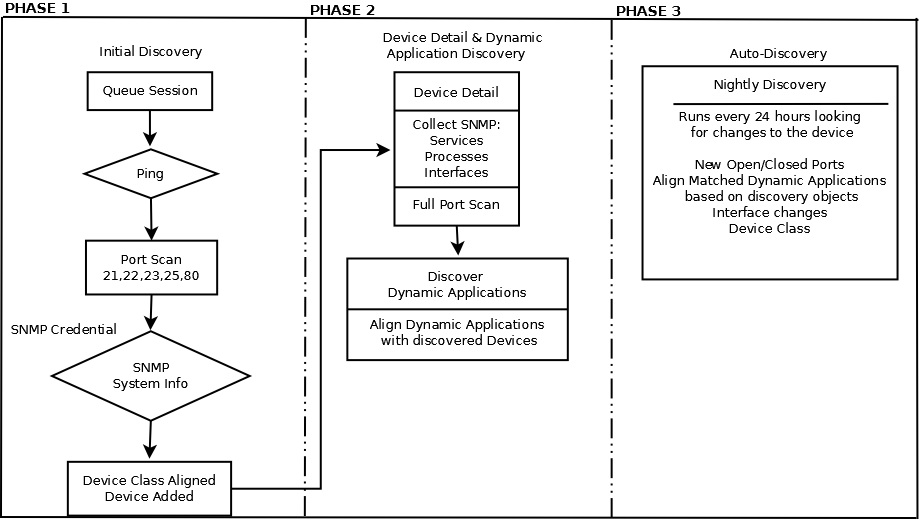 PHASE 1
Initial Discovery
Queue Session
Ping
Port Scan
21,22,23,25,80
SNMP Credential
SNMP
System Info
Device Class Aligned
Device Added
PHASE 2
Device Detail & Dynamic
Application Discovery
Device Detail
Collect SNMP:
Services
Processes
Interfaces
Full Port Scan
Discover
Dynamic Applications
Align Dynamic Applications
with discovered Devices
PHASE 3
Auto-Discovery
Nightly Discovery
Runs every 24 hours looking
for changes to the device
New Open/Closed Ports
Align Matched Dynamic Applications
based on discovery objects
Interface changes
Device Class